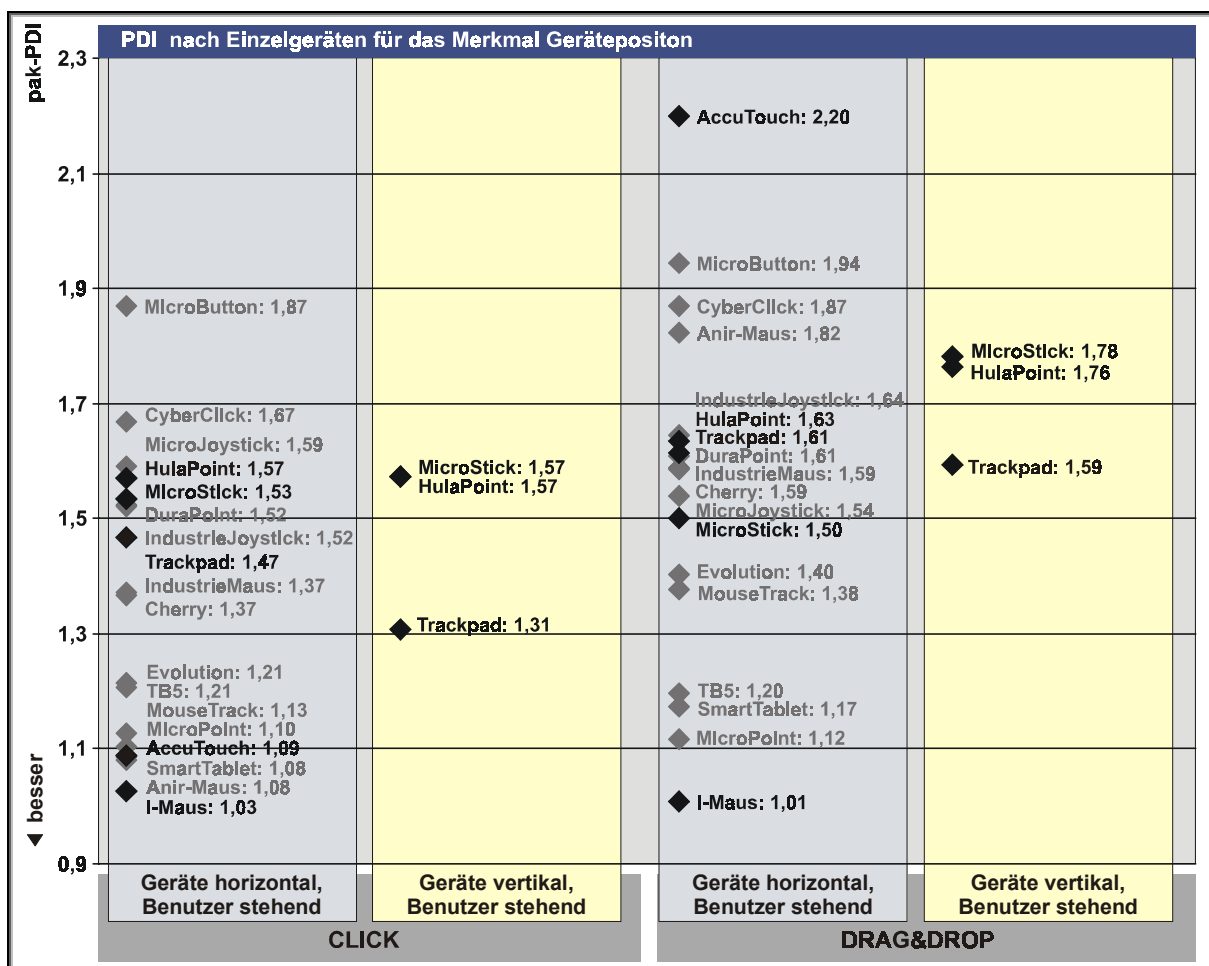 PDI nach Einzelgeräten für das Merkmal Gerätepositon
pak-PDI
◄ besser
2,3
2,1
1,9
1,7
1,5
1,3
1,1
0,9
MicroButton: 1,87
CyberClick: 1,67
MicroJoystick: 1,59
HulaPoint: 1,57
MicroStick: 1,53
DuraPoint: 1,52
IndustrieJoystick: 1,52
Trackpad: 1,47
IndustrieMaus: 1,37
Cherry: 1,37
Evolution: 1,21
TB5: 1,21
MouseTrack: 1,13
MicroPoint: 1,10
AccuTouch: 1,09
SmartTablet: 1,08
Anir-Maus: 1,08
I-Maus: 1,03
MicroStick: 1,57
HulaPoint: 1,57
Trackpad: 1,31
AccuTouch: 2,20
MicroButton: 1,94
CyberClick: 1,87
Anir-Maus: 1,82
IndustrieJoystick: 1,64
HulaPoint: 1,63
Trackpad: 1,61
DuraPoint: 1,61
IndustrieMaus: 1,59
Cherry: 1,59
MicroJoystick: 1,54
MicroStick: 1,50
Evolution: 1,40
MouseTrack: 1,38
TB5: 1,20
SmartTablet: 1,17
MicroPoint: 1,12
I-Maus: 1,01
MicroStick: 1,78
HulaPoint: 1,76
Trackpad: 1,59
Geräte horizontal,
Benutzer stehend
Geräte vertikal,
Benutzer stehend
Geräte horizontal,
Benutzer stehend
Geräte vertikal,
Benutzer stehend
CLICK
DRAG&DROP